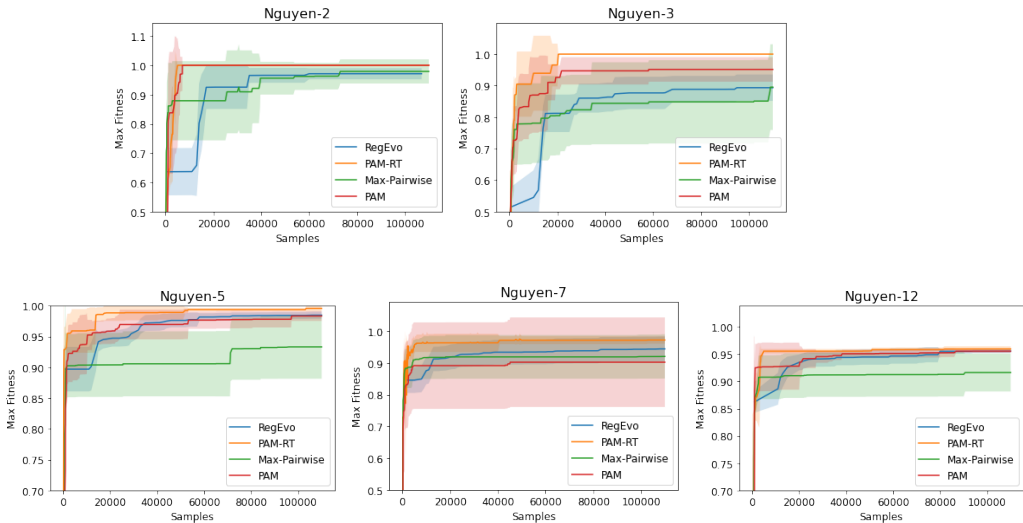 Nguyen-2
Max Fitness
1.1
1.0
0.9
0.8
0.7
0.6
0.5
0
20000
40000
60000
80000
100000
Samples
RegEvo
PAM-RT
Max-Pairwise
PAM
Nguyen-3
Max Fitness
1.0
0.9
0.8
0.7
0.6
0.5
0
20000
40000
60000
80000
100000
Samples
RegEvo
PAM-RT
Max-Pairwise
PAM
Nguyen-5
Max Fitness
1.00
0.95
0.90
0.85
0.80
0.75
0.70
0
20000
40000
60000
80000
100000
Samples
RegEvo
PAM-RT
Max-Pairwise
PAM
Nguyen-7
Max Fitness
1.0
0.9
0.8
0.7
0.6
0.5
0
20000
40000
60000
80000
100000
Samples
RegEvo
PAM-RT
Max-Pairwise
PAM
Nguyen-12
Max Fitness
1.00
0.95
0.90
0.85
0.80
0.75
0.70
0
20000
40000
60000
80000
100000
Samples
RegEvo
PAM-RT
Max-Pairwise
PAM